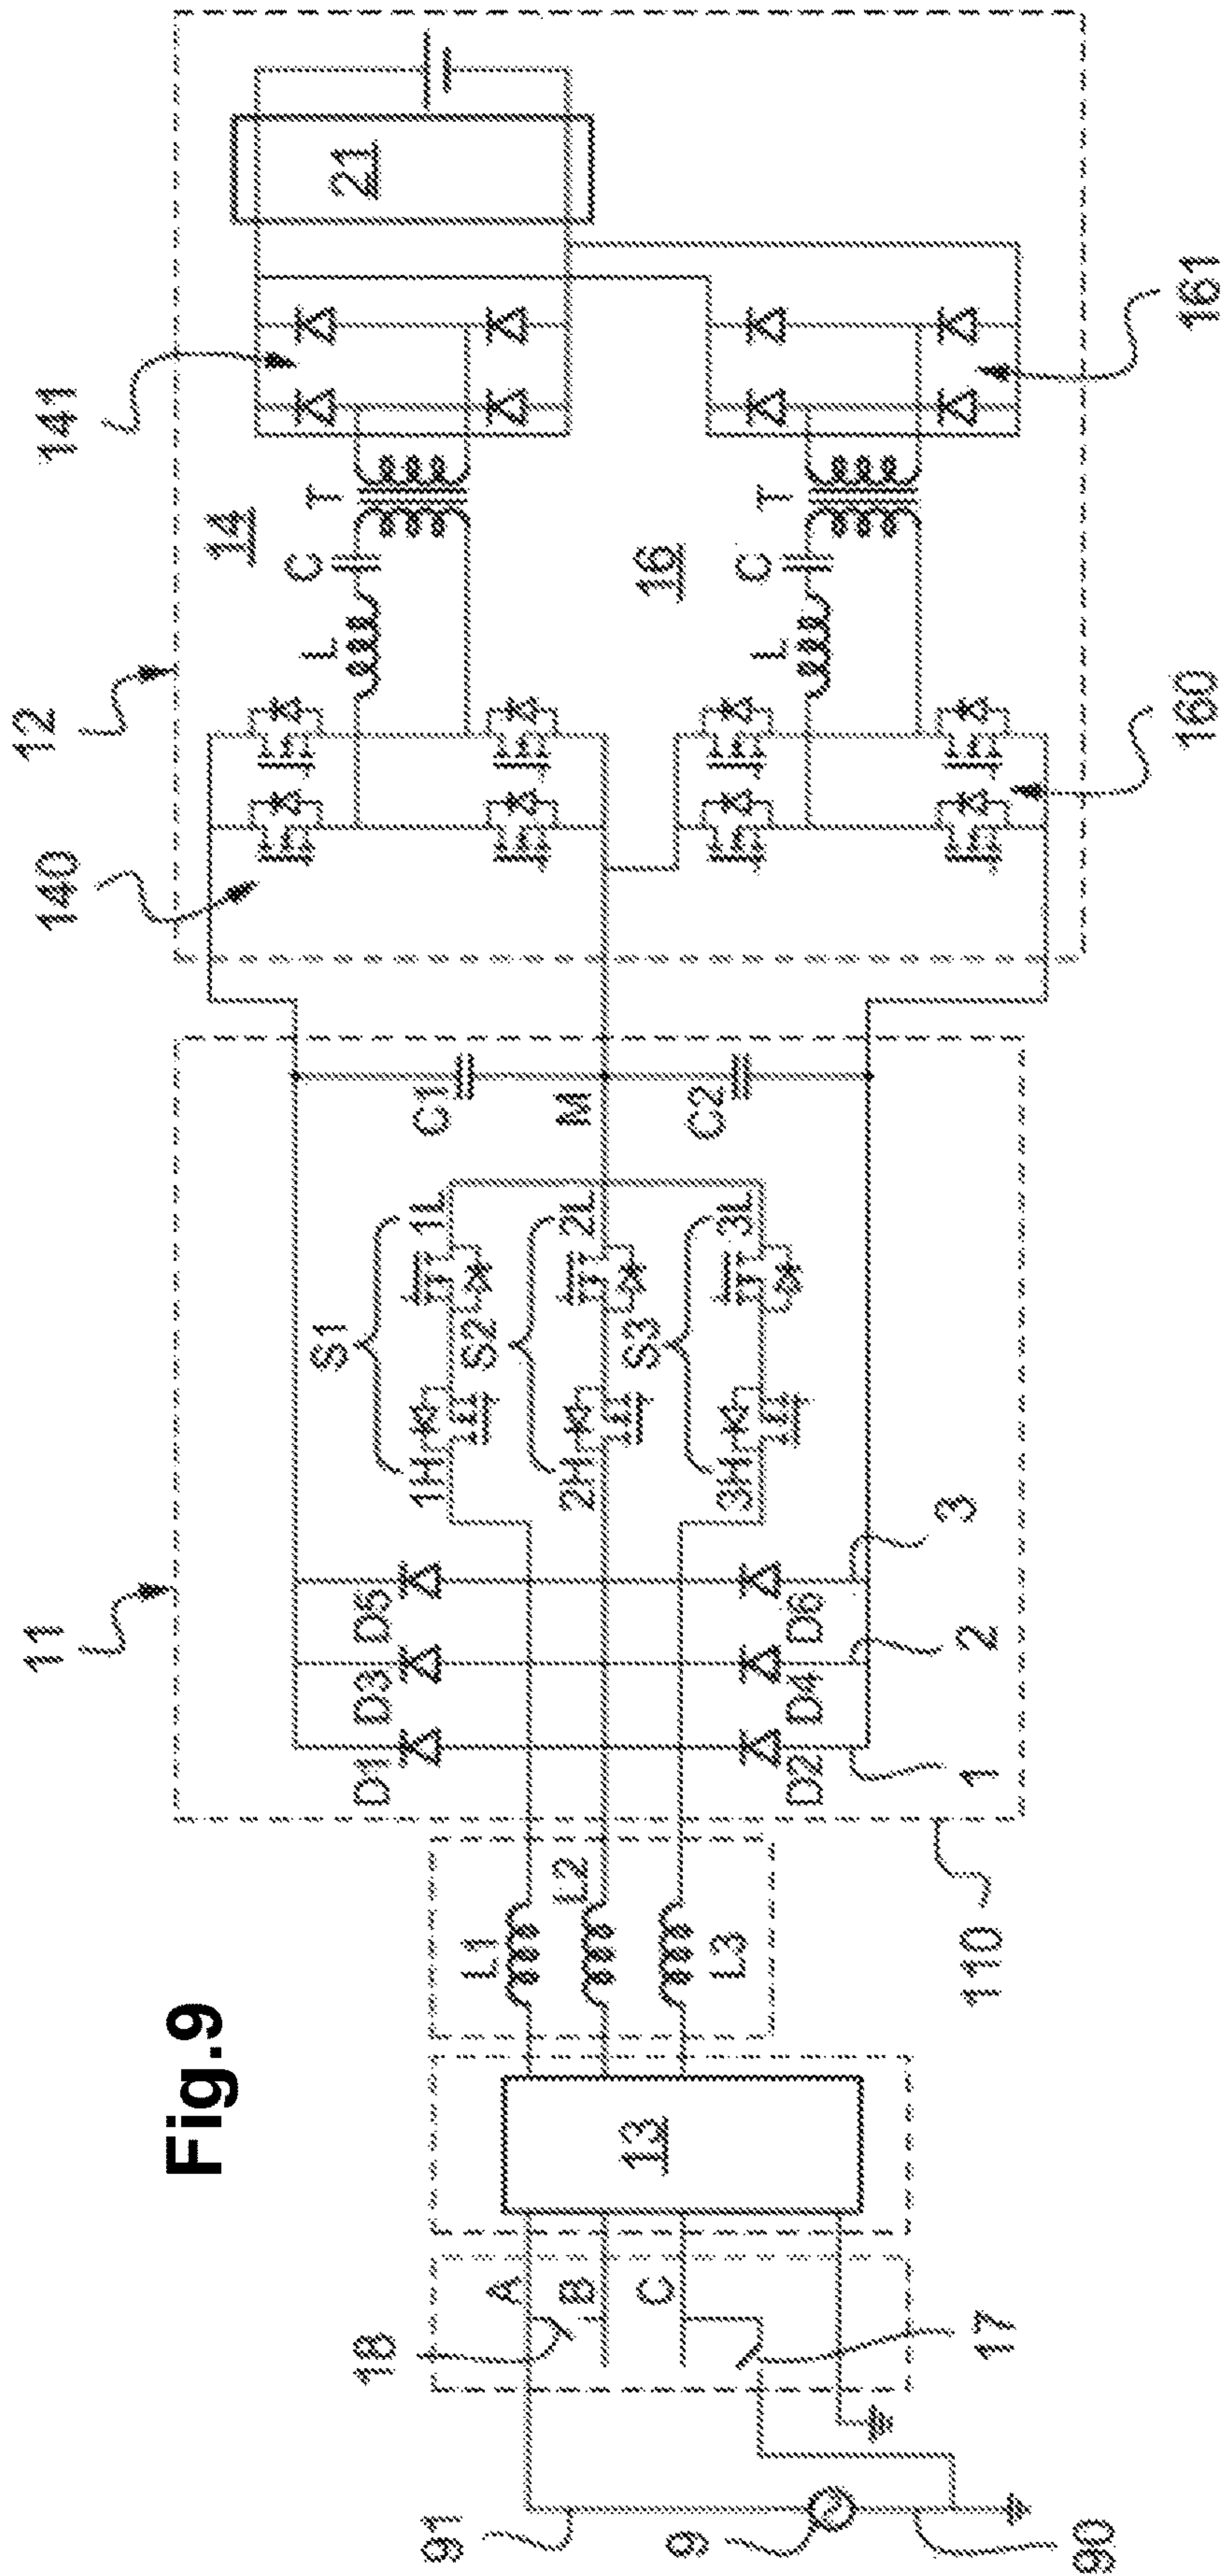 Fig.9
11
12
110
13
14
16
140
141
160
161
21
17
18
9
90
91
A
B
C
L1
L2
L3
D1
D3
D5
D2
D4
D6
1
2
3
S1
S2
S3
1H
1L
2H
2L
3H
3L
C1
M
C2
L
C
T
L
C
T